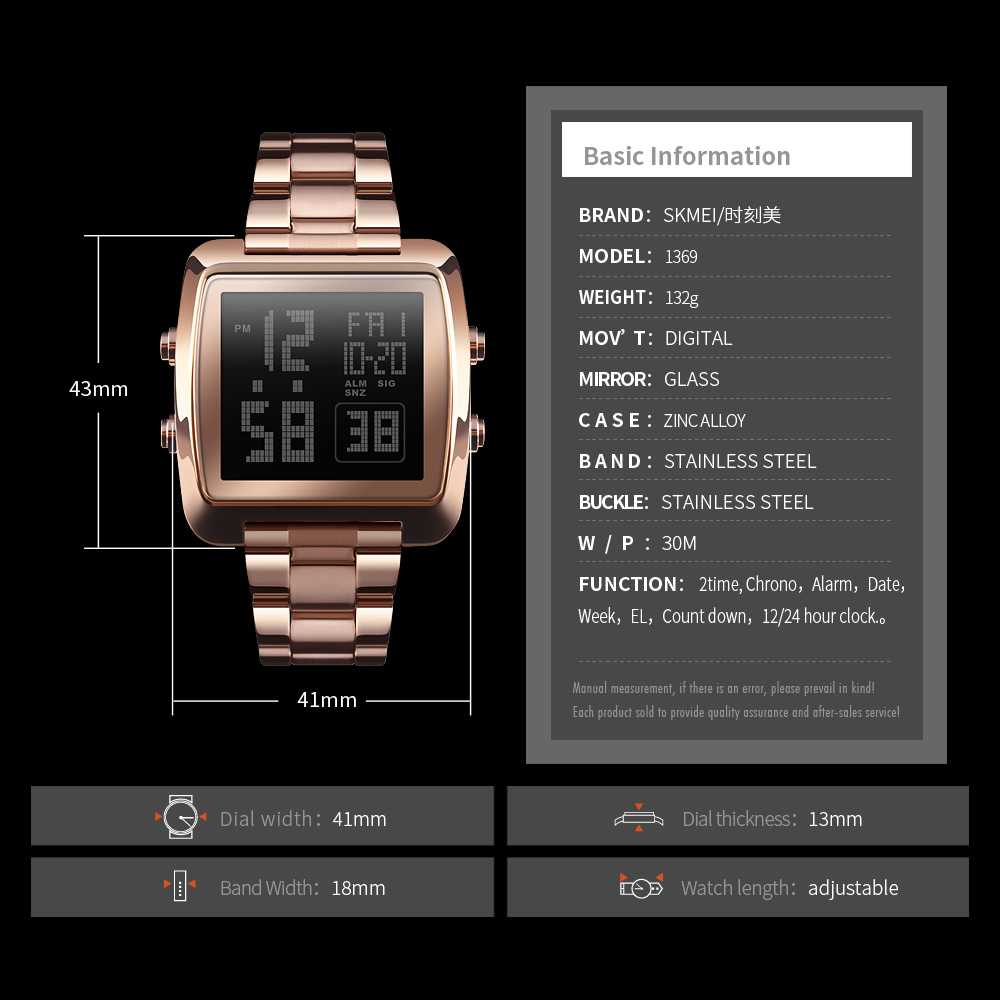 Basic Information
BRAND： SKMEI/时刻美
MODEL： 1369
WEIGHT： 132g
MOV’T： DIGITAL
MIRROR： GLASS
CASE： ZINC ALLOY
BAND： STAINLESS STEEL
BUCKLE： STAINLESS STEEL
W/P： 30M
FUNCTION： 2time, Chrono，Alarm，Date，
Week，EL，Count down，12/24 hour clock.。
Manual measurement, if there is an error, please prevail in kind!
Each product sold to provide quality assurance and after-sales service!
PM 12 FRI
10-20
ALM SIG
SNZ
58 38
43mm
41mm
Dial width： 41mm
Dial thickness： 13mm
Band Width： 18mm
Watch length： adjustable